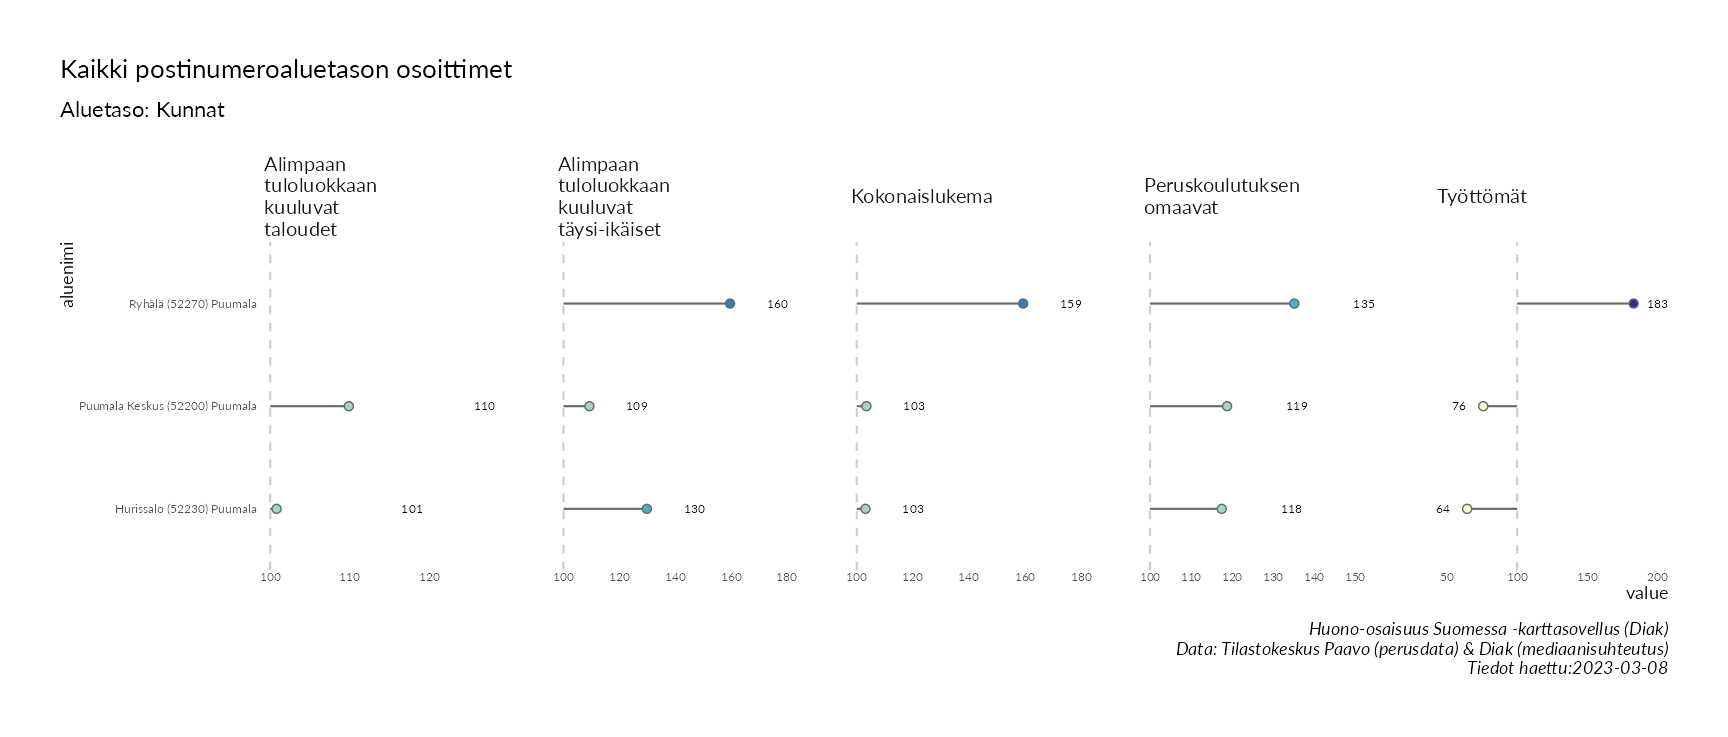 Kaikki postinumeroaluetason osoittimet
Aluetaso: Kunnat
Alimpaan
tuloluokkaan
kuuluvat
taloudet
Alimpaan
tuloluokkaan
kuuluvat
täysi-ikäiset
Kokonaislukema
Peruskoulutuksen
omaavat
Työttömät
aluenimi
Ryhälä (52270) Puumala
160
159
135
183
Puumala Keskus (52200) Puumala
110
109
103
119
76
Hurissalo (52230) Puumala
101
130
103
118
64
100 110 120
100 120 140 160 180
100 120 140 160 180
100 110 120 130 140 150
50 100 150 200
value
Huono-osaisuus Suomessa -karttasovellus (Diak)
Data: Tilastokeskus Paavo (perusdata) & Diak (mediaanisuhteutus)
Tiedot haettu:2023-03-08